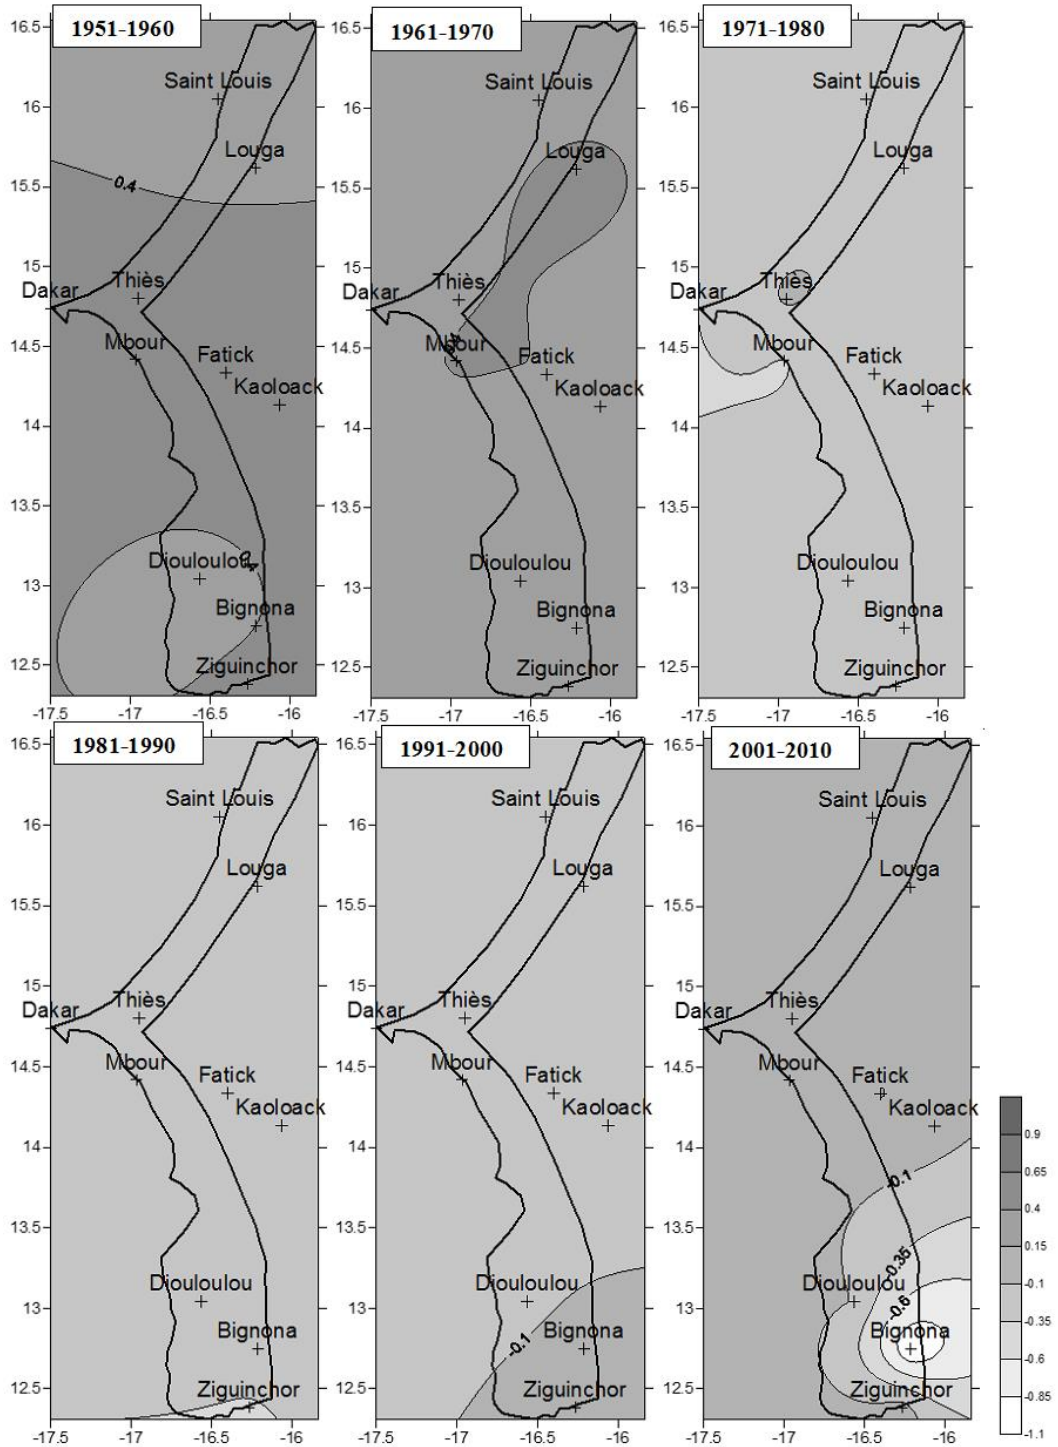 1951-1960
16.5
16
15.5
15
14.5
14
13.5
13
12.5
-17.5
-17
-16.5
-16
Saint Louis
Louga
0.4
Thiès
Dakar
Mbour
Fatick
Kaoloack
Diouloulou
0.4
Bignona
Ziguinchor
1961-1970
16.5
16
15.5
15
14.5
14
13.5
13
12.5
-17.5
-17
-16.5
-16
Saint Louis
Louga
Thiès
Dakar
Mbour
Fatick
Kaoloack
Diouloulou
Bignona
Ziguinchor
1971-1980
16.5
16
15.5
15
14.5
14
13.5
13
12.5
-17.5
-17
-16.5
-16
Saint Louis
Louga
Thiès
Dakar
Mbour
Fatick
Kaoloack
Diouloulou
Bignona
Ziguinchor
1981-1990
16.5
16
15.5
15
14.5
14
13.5
13
12.5
-17.5
-17
-16.5
-16
Saint Louis
Louga
Thiès
Dakar
Mbour
Fatick
Kaoloack
Diouloulou
Bignona
Ziguinchor
1991-2000
16.5
16
15.5
15
14.5
14
13.5
13
12.5
-17.5
-17
-16.5
-16
Saint Louis
Louga
Thiès
Dakar
Mbour
Fatick
Kaoloack
Diouloulou
-0.1
Bignona
Ziguinchor
2001-2010
16.5
16
15.5
15
14.5
14
13.5
13
12.5
-17.5
-17
-16.5
-16
Saint Louis
Louga
Thiès
Dakar
Mbour
Fatick
Kaoloack
-0.1
-0.35
Diouloulou
-0.6
Bignona
Ziguinchor
0.9
0.65
0.4
0.15
-0.1
-0.35
-0.6
-0.85
-1.1